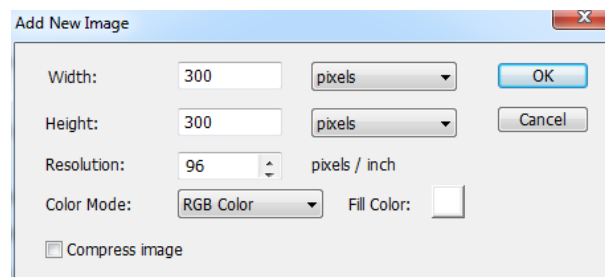 Add New Image
Width: 300 pixels OK
Height: 300 pixels Cancel
Resolution: 96 pixels / inch
Color Mode: RGB Color Fill Color:
Compress image